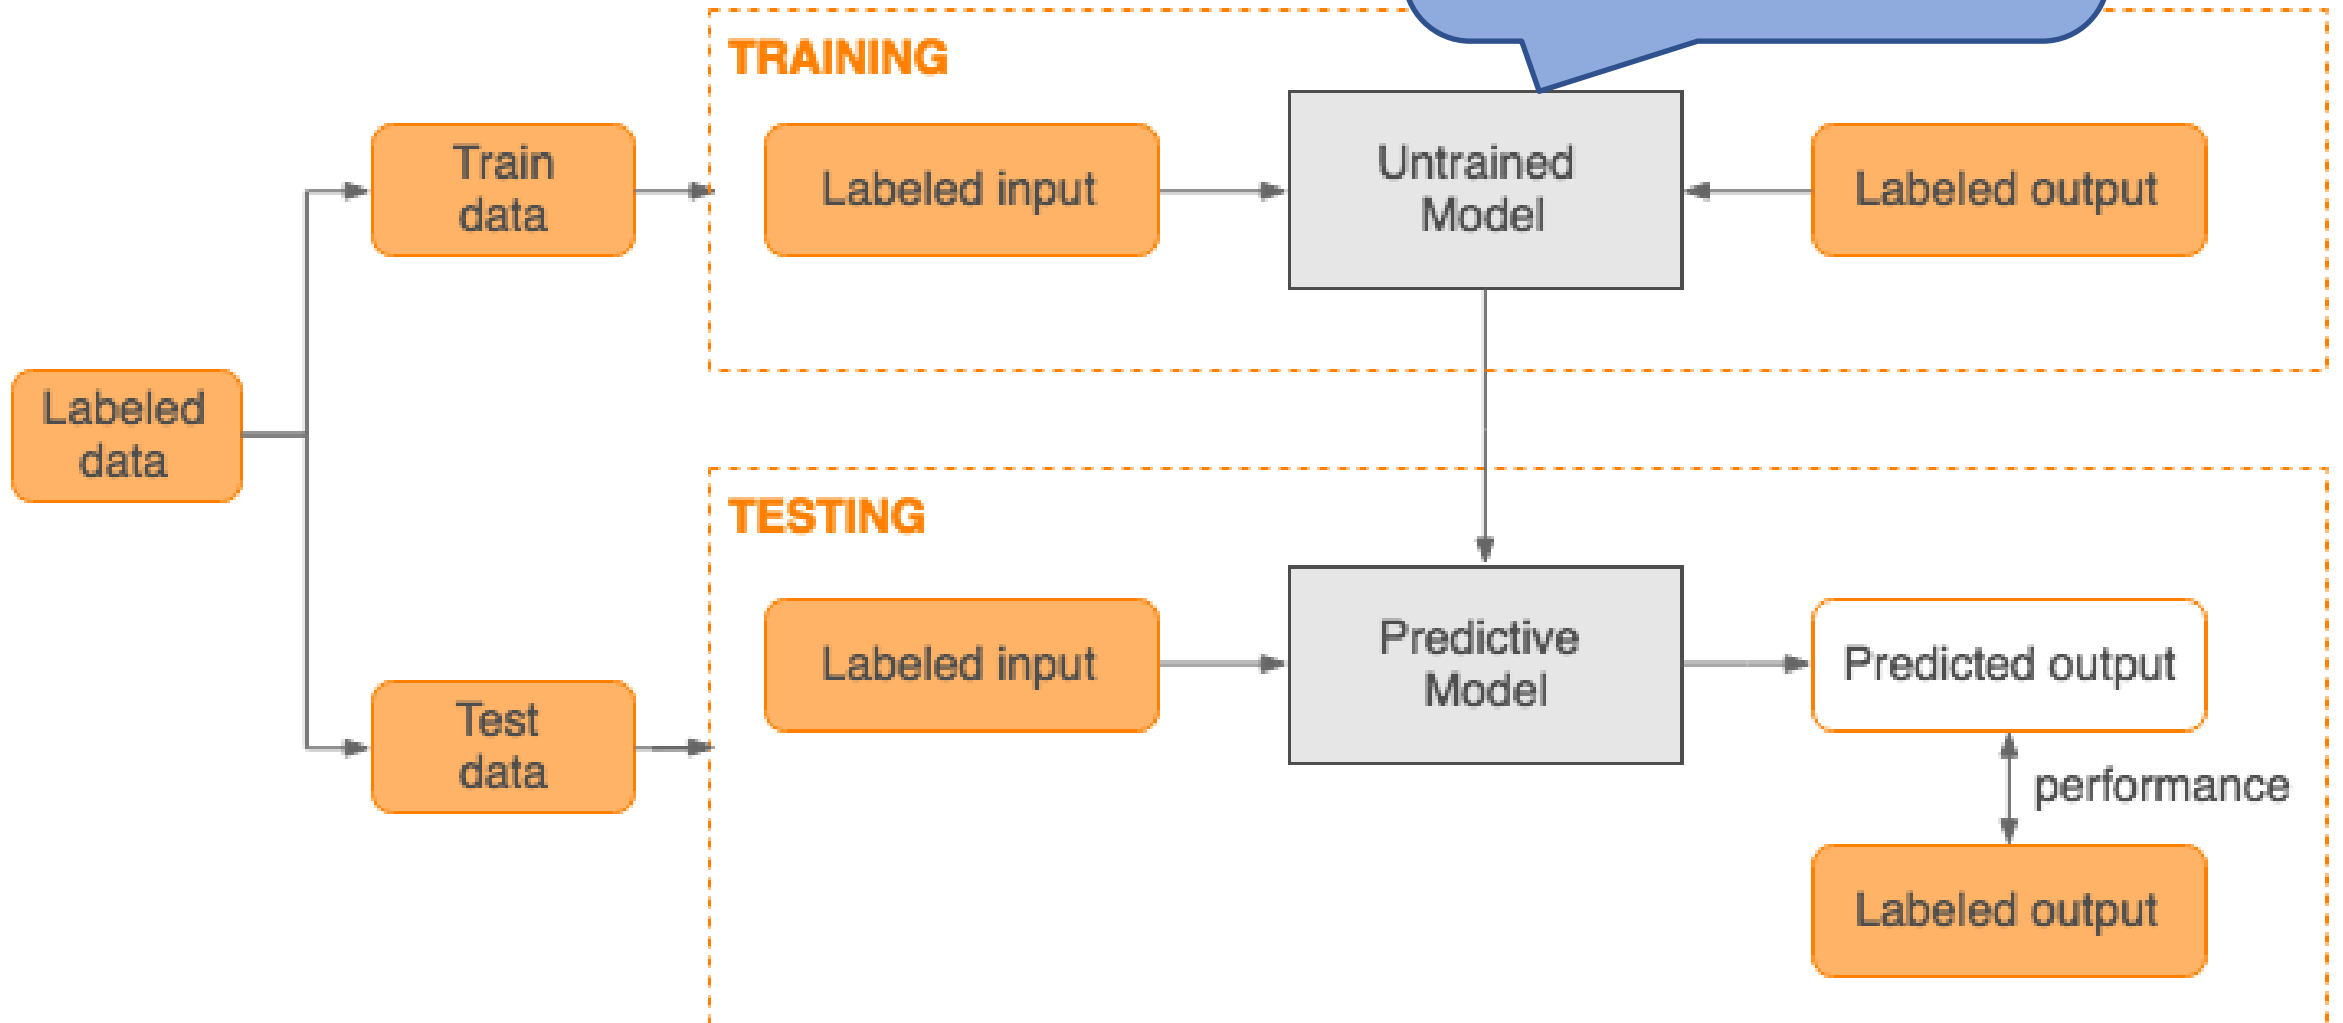 TRAINING
Train
data
Labeled input
Untrained
Model
Labeled output
Labeled
data
TESTING
Test
data
Labeled input
Predictive
Model
Predicted output
performance
Labeled output